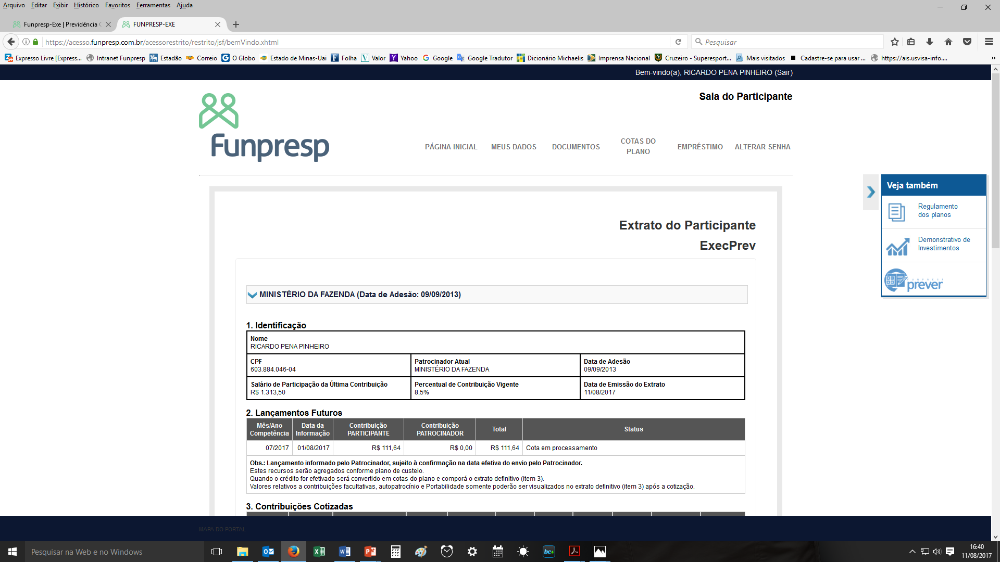 Arquivo Editar Exibir Histórico Favoritos Ferramentas Ajuda
Funpresp-Exe | Previdência
FUNPRESP-EXE
https://acesso.funpresp.com.br/acessorestrito/restrito/jsf/bemVindo.xhtml
Pesquisar
Expresso Livre [Express...
Intranet Funpresp
Estadão
Correio
O Globo
Estado de Minas-Uai
Folha
Valor
Yahoo
Google
Google Tradutor
Dicionário Michaelis
Imprensa Nacional
Cruzeiro - Superesport...
Mais visitados
Cadastre-se para usar ...
https://ais.usvisa-info....
Bem-vindo(a), RICARDO PENA PINHEIRO (Sair)
Sala do Participante
Funpresp
PÁGINA INICIAL
MEUS DADOS
DOCUMENTOS
COTAS DO
PLANO
EMPRÉSTIMO
ALTERAR SENHA
Veja também
Regulamento
dos planos
Demonstrativo de
Investimentos
FUNPRESP
prever
Extrato do Participante
ExecPrev
MINISTÉRIO DA FAZENDA (Data de Adesão: 09/09/2013)
1. Identificação
Nome
RICARDO PENA PINHEIRO
CPF
603.884.046-04
Patrocinador Atual
MINISTÉRIO DA FAZENDA
Data de Adesão
09/09/2013
Salário de Participação da Última Contribuição
R$ 1.313,50
Percentual de Contribuição Vigente
8,5%
Data de Emissão do Extrato
11/08/2017
2. Lançamentos Futuros
Mês/Ano
Competência
Data da
Informação
Contribuição
PARTICIPANTE
Contribuição
PATROCINADOR
Total
Status
07/2017
01/08/2017
R$ 111,64
R$ 0,00
R$ 111,64
Cota em processamento
Obs.: Lançamento informado pelo Patrocinador, sujeito à confirmação na data efetiva do envio pelo Patrocinador.
Estes recursos serão agregados conforme plano de custeio.
Quando o crédito for efetivado será convertido em cotas do plano e comporá o extrato definitivo (item 3).
Valores relativos a contribuições facultativas, autopatrocínio e Portabilidade somente poderão ser visualizados no extrato definitivo (item 3) após a cotização.
3. Contribuições Cotizadas
MAPA DO PORTAL
Pesquisar na Web e no Windows
bc+
16:40
11/08/2017